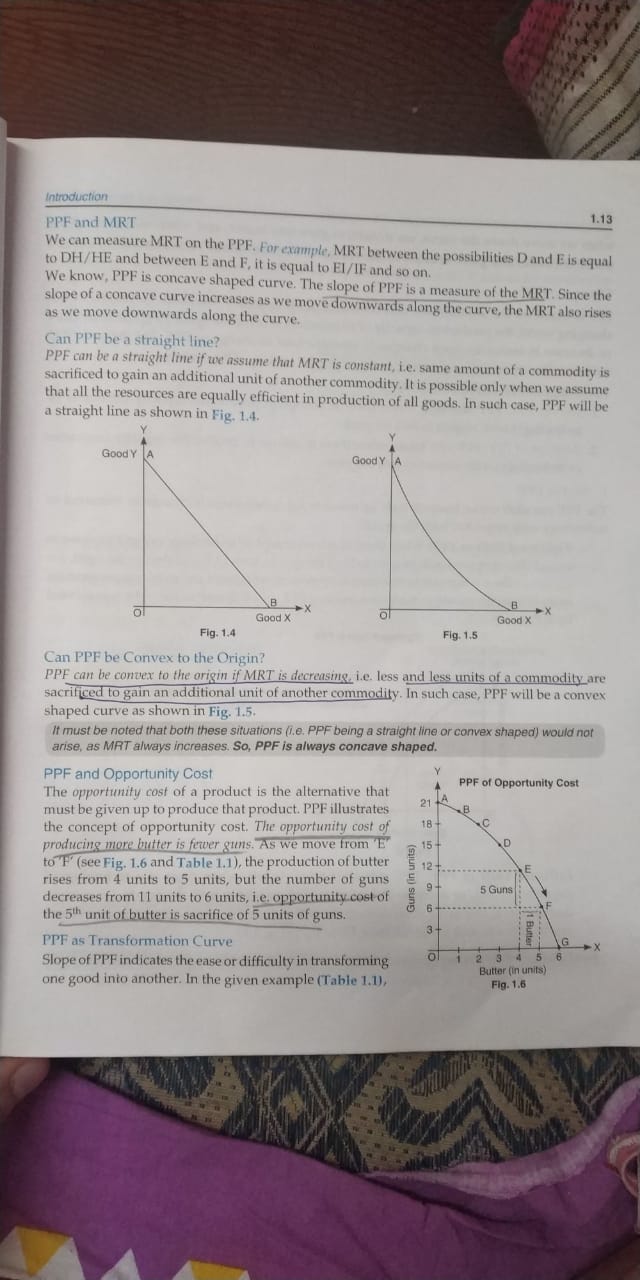 Introduction
1.13
PPF and MRT
We can measure MRT on the PPF. For example, MRT between the possibilities D and E is equal
to DH/HE and between E and F, it is equal to EI/IF and so on.
We know, PPF is concave shaped curve. The slope of PPF is a measure of the MRT. Since the
slope of a concave curve increases as we move downwards along the curve, the MRT also rises
as we move downwards along the curve.
Can PPF be a straight line?
PPF can be a straight line if we assume that MRT is constant, i.e. same amount of a commodity is
sacrificed to gain an additional unit of another commodity. It is possible only when we assume
that all the resources are equally efficient in production of all goods. In such case, PPF will be
a straight line as shown in Fig. 1.4.
Y
Good Y A
O
B
X
Good X
Fig. 1.4
Y
Good Y A
O
B
X
Good X
Fig. 1.5
Can PPF be Convex to the Origin?
PPF can be convex to the origin if MRT is decreasing, i.e. less and less units of a commodity are
sacrificed to gain an additional unit of another commodity. In such case, PPF will be a convex
shaped curve as shown in Fig. 1.5.
It must be noted that both these situations (i.e. PPF being a straight line or convex shaped) would not
arise, as MRT always increases. So, PPF is always concave shaped.
PPF and Opportunity Cost
The opportunity cost of a product is the alternative that
must be given up to produce that product. PPF illustrates
the concept of opportunity cost. The opportunity cost of
producing more butter is fewer guns. As we move from 'E'
to 'F' (see Fig. 1.6 and Table 1.1), the production of butter
rises from 4 units to 5 units, but the number of guns
decreases from 11 units to 6 units, i.e. opportunity cost of
the 5th unit of butter is sacrifice of 5 units of guns.
PPF as Transformation Curve
Slope of PPF indicates the ease or difficulty in transforming
one good into another. In the given example (Table 1.1),
Y
PPF of Opportunity Cost
21
A
B
18
C
15
D
12
E
9
5 Guns
6
F
3
1 Butter
G
X
O
1 2 3 4 5 6
Guns (in units)
Butter (in units)
Fig. 1.6